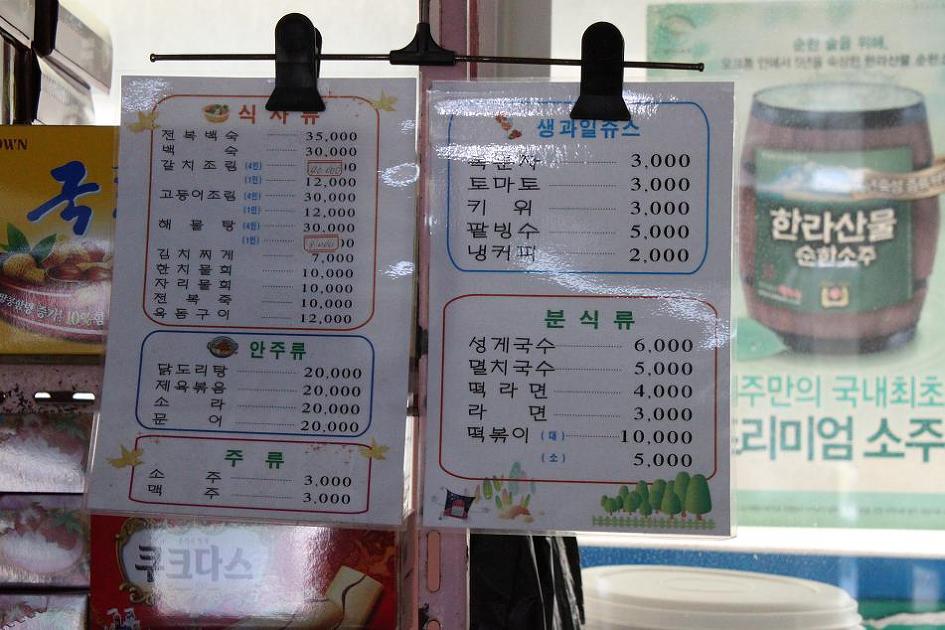 식 사 류
전복백숙 35,000
백 숙 30,000
갈치조림 (4인) 40,000
(1인) 12,000
고등어조림 (4인) 30,000
(1인) 12,000
해 물 탕 (4인) 30,000
(1인)
김치찌게 7,000
한치물회 10,000
자리물회 10,000
전 복 죽 10,000
옥돔구이 12,000
안주류
닭도리탕 20,000
제육볶음 20,000
소 라 20,000
문 어 20,000
주 류
소 주 3,000
맥 주 3,000
생과일쥬스
3,000
토마토 3,000
키 위 3,000
팥빙수 5,000
냉커피 2,000
분 식 류
성게국수 6,000
멸치국수 5,000
떡 라 면 4,000
라 면 3,000
떡볶이 (대) 10,000
(소) 5,000
순한 술을 위해,
한라산물
순한소주
주만의 국내최초
리미엄 소주
국
쿠크다스